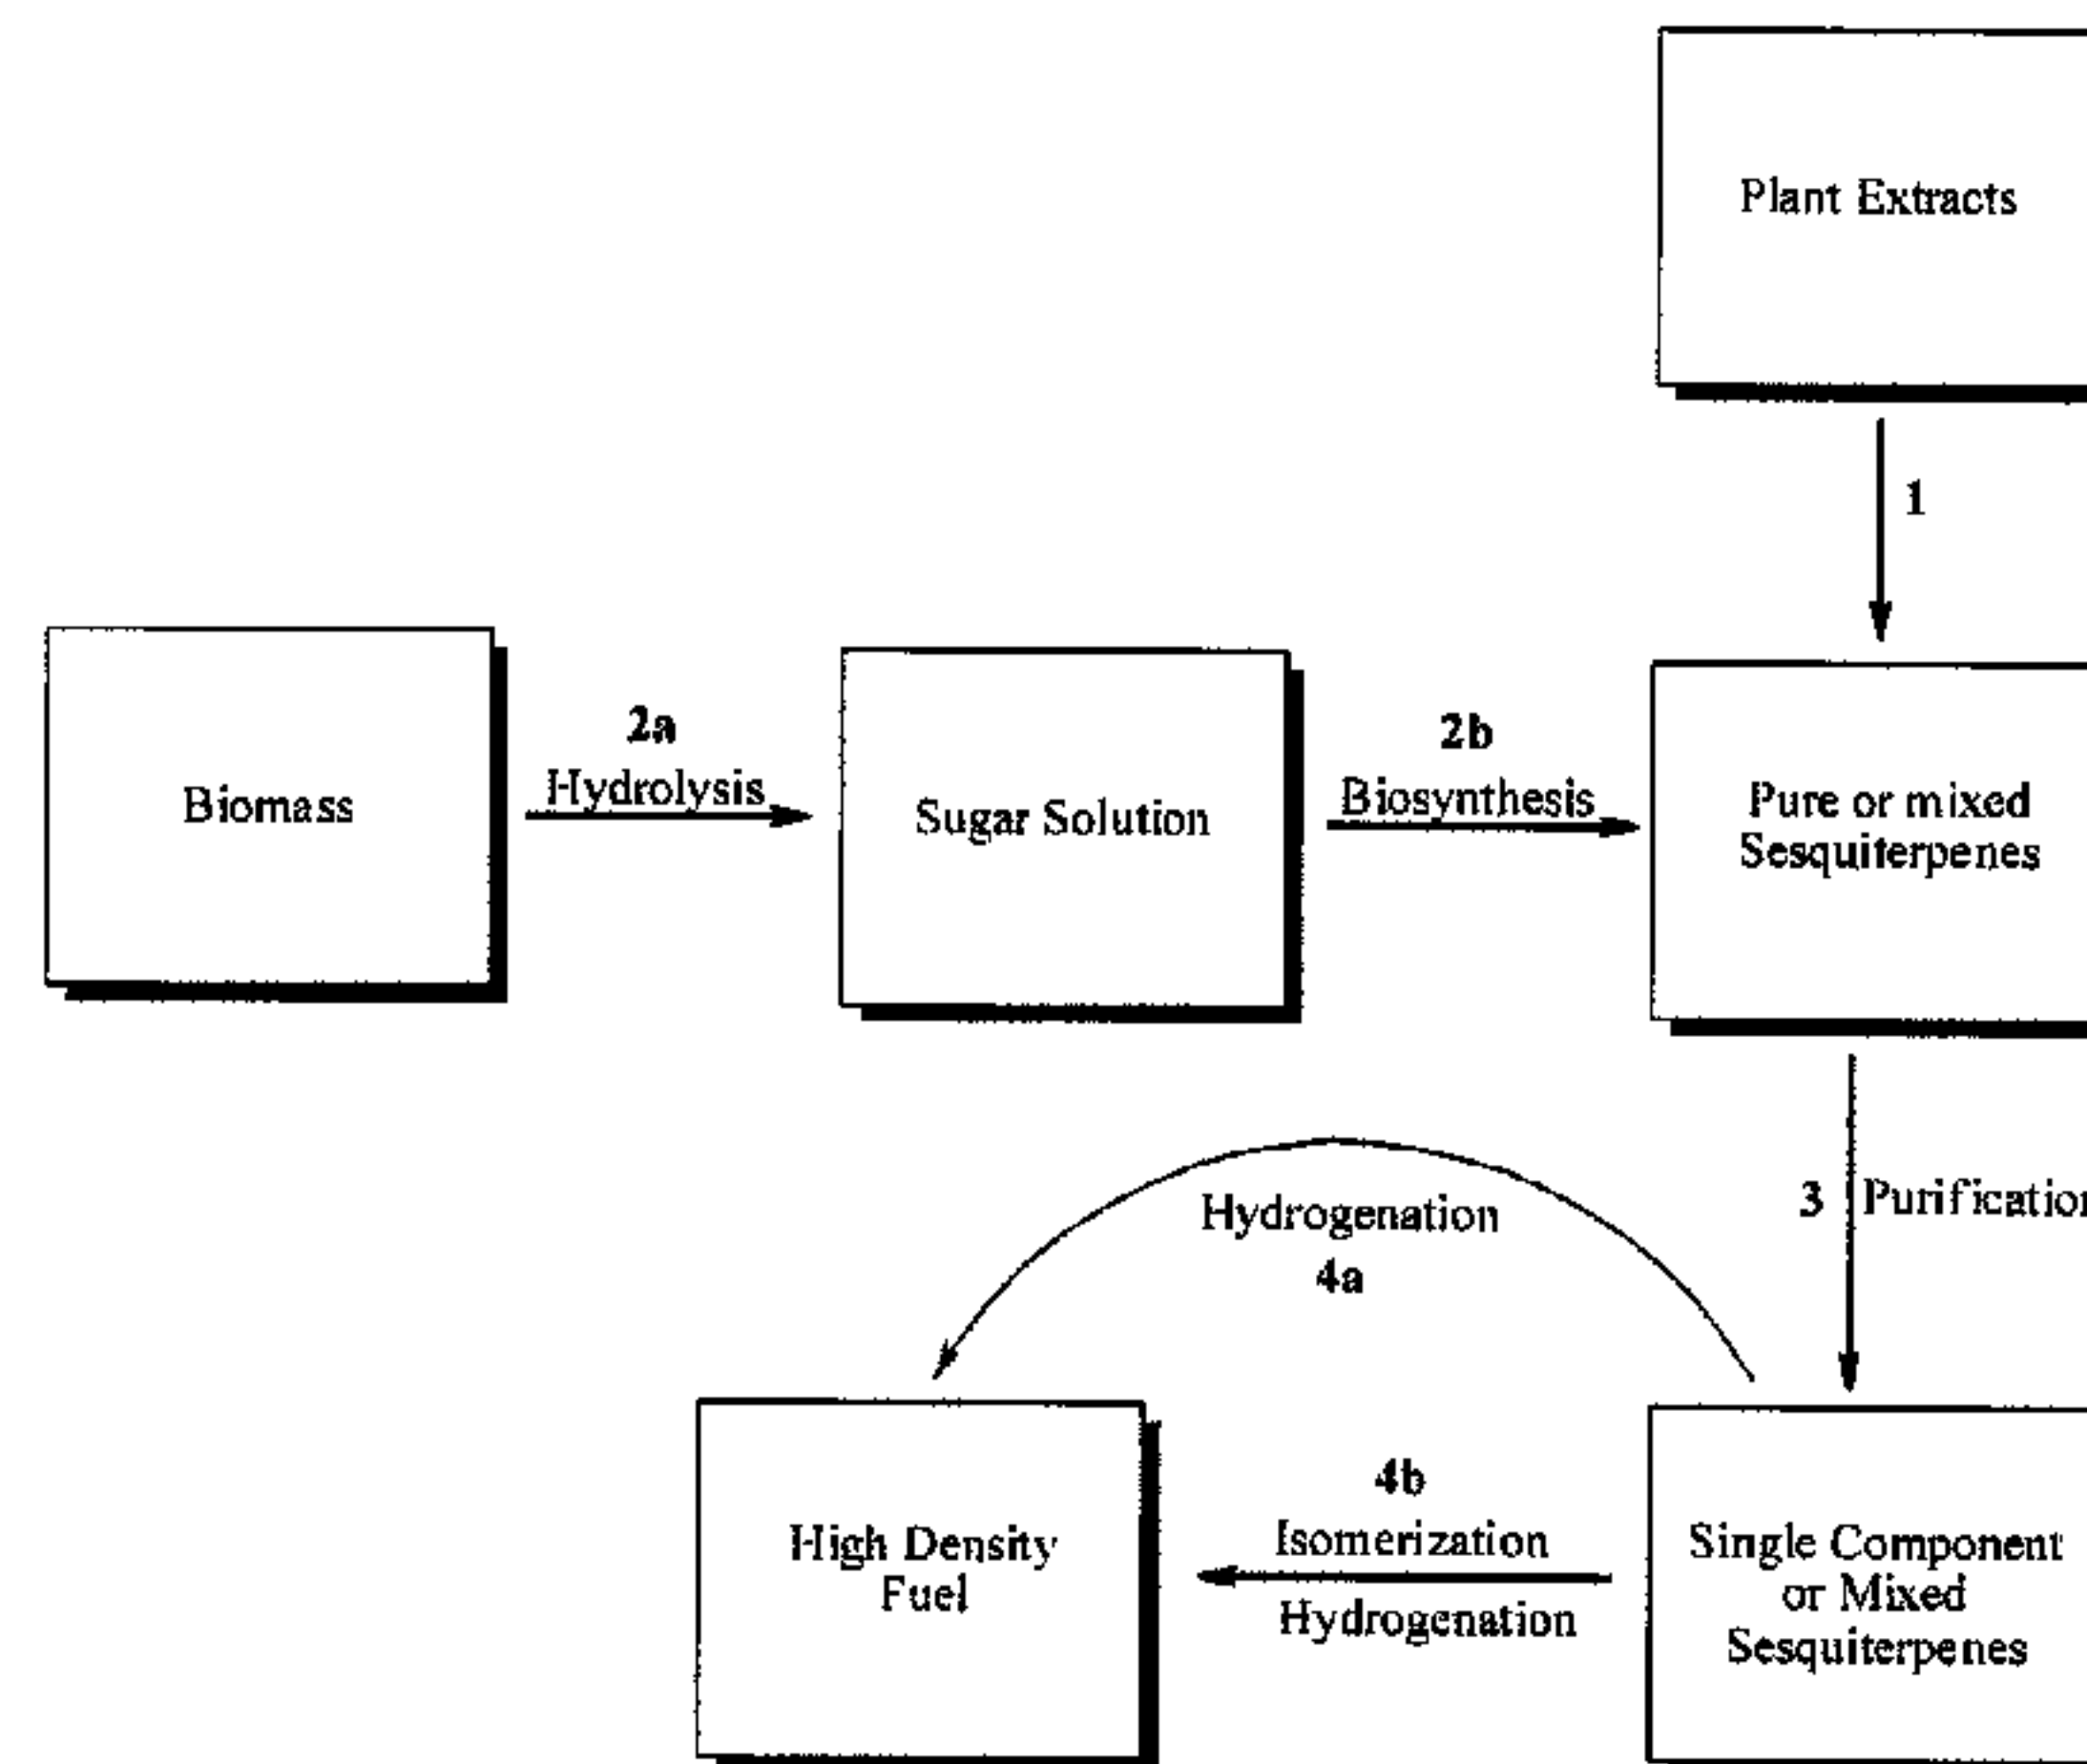 Plant Extracts
1
2a
Hydrolysis
2b
Biosynthesis
Biomass
Sugar Solution
Pure or mixed
Sesquiterpenes
3
Purification
Hydrogenation
4a
4b
Isomerization
Hydrogenation
High Density
Fuel
Single Component
or Mixed
Sesquiterpenes